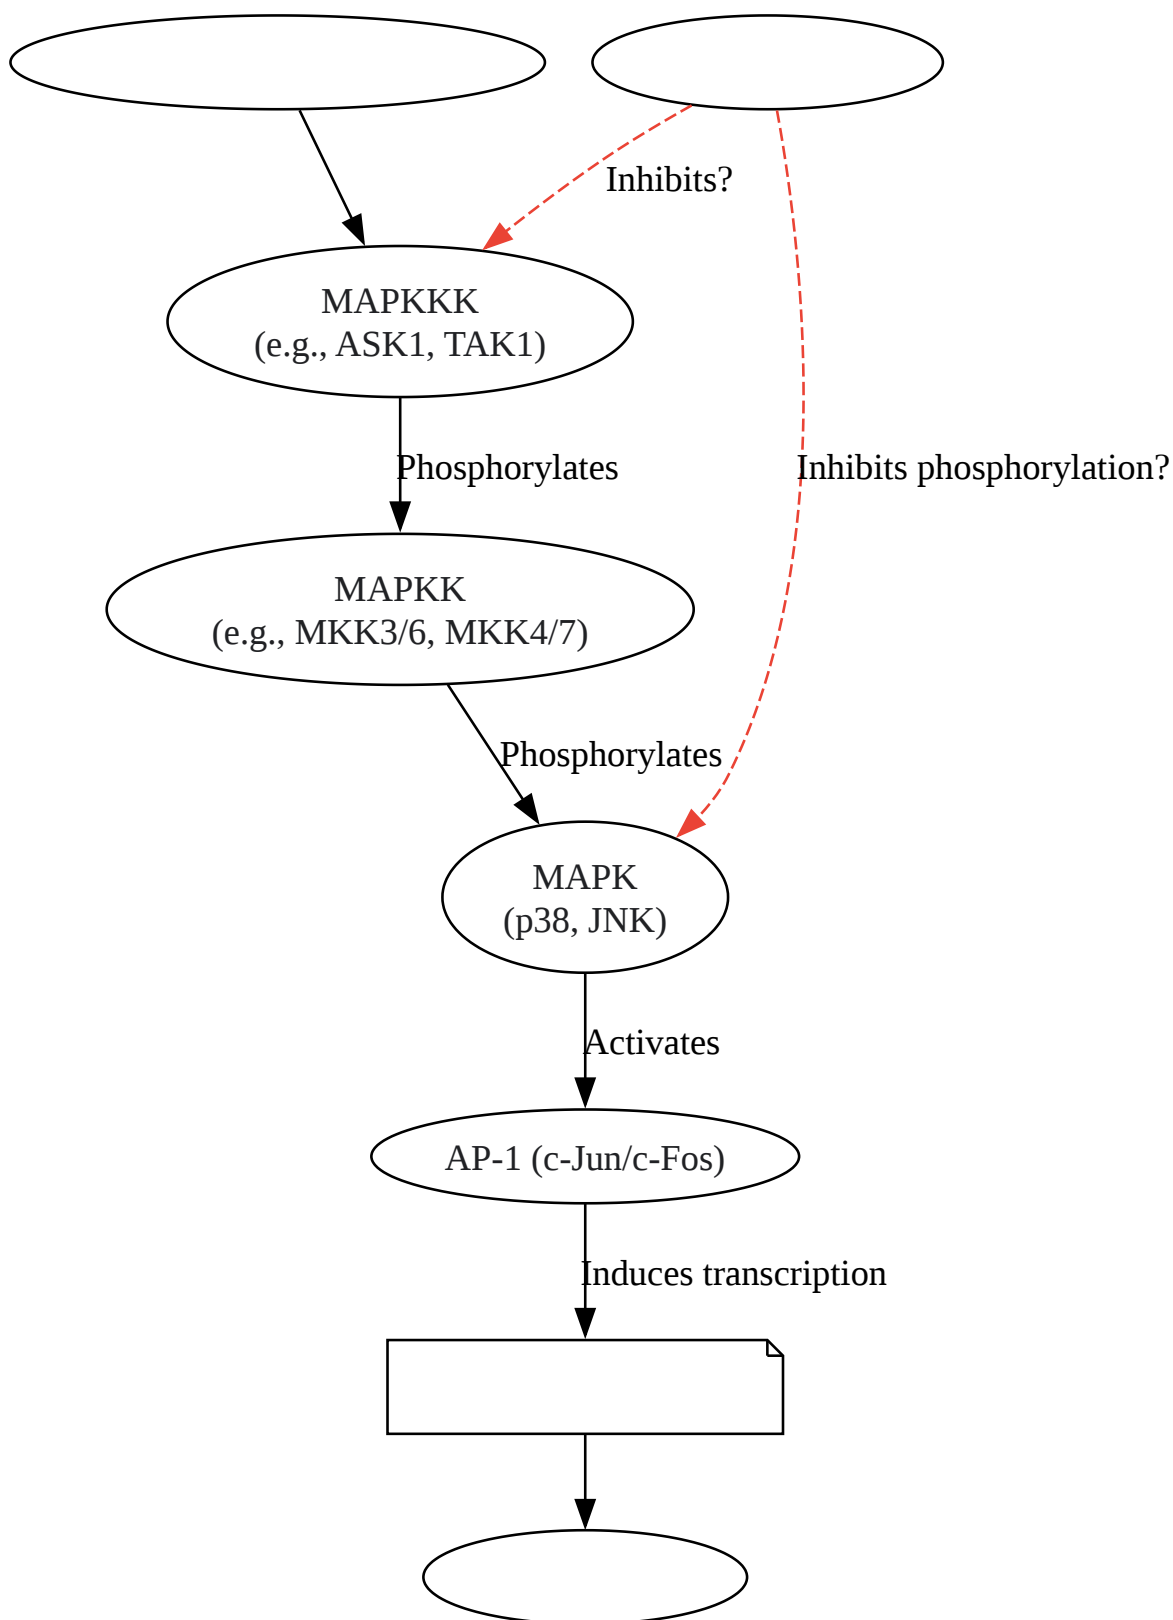 Inhibits?
MAPKKK
(e.g., ASK1, TAK1)
Phosphorylates
Inhibits phosphorylation?
MAPKK
(e.g., MKK3/6, MKK4/7)
Phosphorylates
MAPK
(p38, JNK)
Activates
AP-1 (c-Jun/c-Fos)
Induces transcription